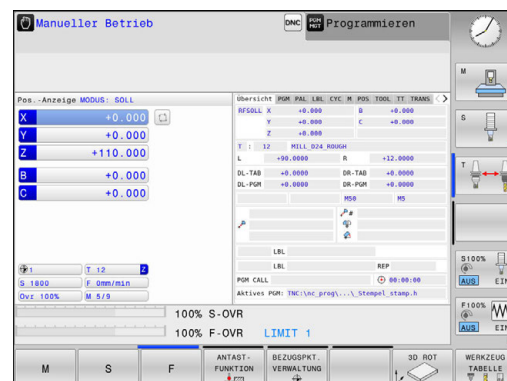 Manueller Betrieb
DNC
PGM MGT
Programmieren
Pos.-Anzeige MODUS: SOLL
X +0.000
Y +0.000
Z +110.000
B +0.000
C +0.000
1 T 12 Z
S 1800 F 0mm/min
Ovr 100% M 5/9
Übersicht PGM PAL LBL CYC M POS TOOL TT TRANS
RFSOLL X +0.000 B +0.000
Y +0.000 C +0.000
Z +0.000
T : 12 MILL_D24_ROUGH
L +90.0000 R +12.0000
DL-TAB +0.0000 DR-TAB +0.0000
DL-PGM +0.0000 DR-PGM +0.0000
M50 M5
P#
LBL
LBL REP
PGM CALL 00:00:00
Aktives PGM: TNC:\nc_prog\...\_Stempel_stamp.h
100% S-OVR
100% F-OVR LIMIT 1
M
S
T
S100%
AUS EIN
F100%
AUS EIN
M
S
F
ANTAST-
FUNKTION
BEZUGSPKT.
VERWALTUNG
3D ROT
WERKZEUG
TABELLE